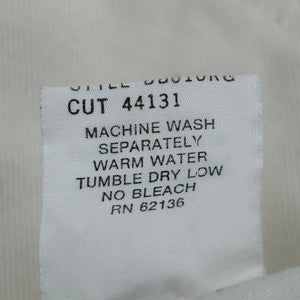 CUT 44131
MACHINE WASH
SEPARATELY
WARM WATER
TUMBLE DRY LOW
NO BLEACH
RN 62136